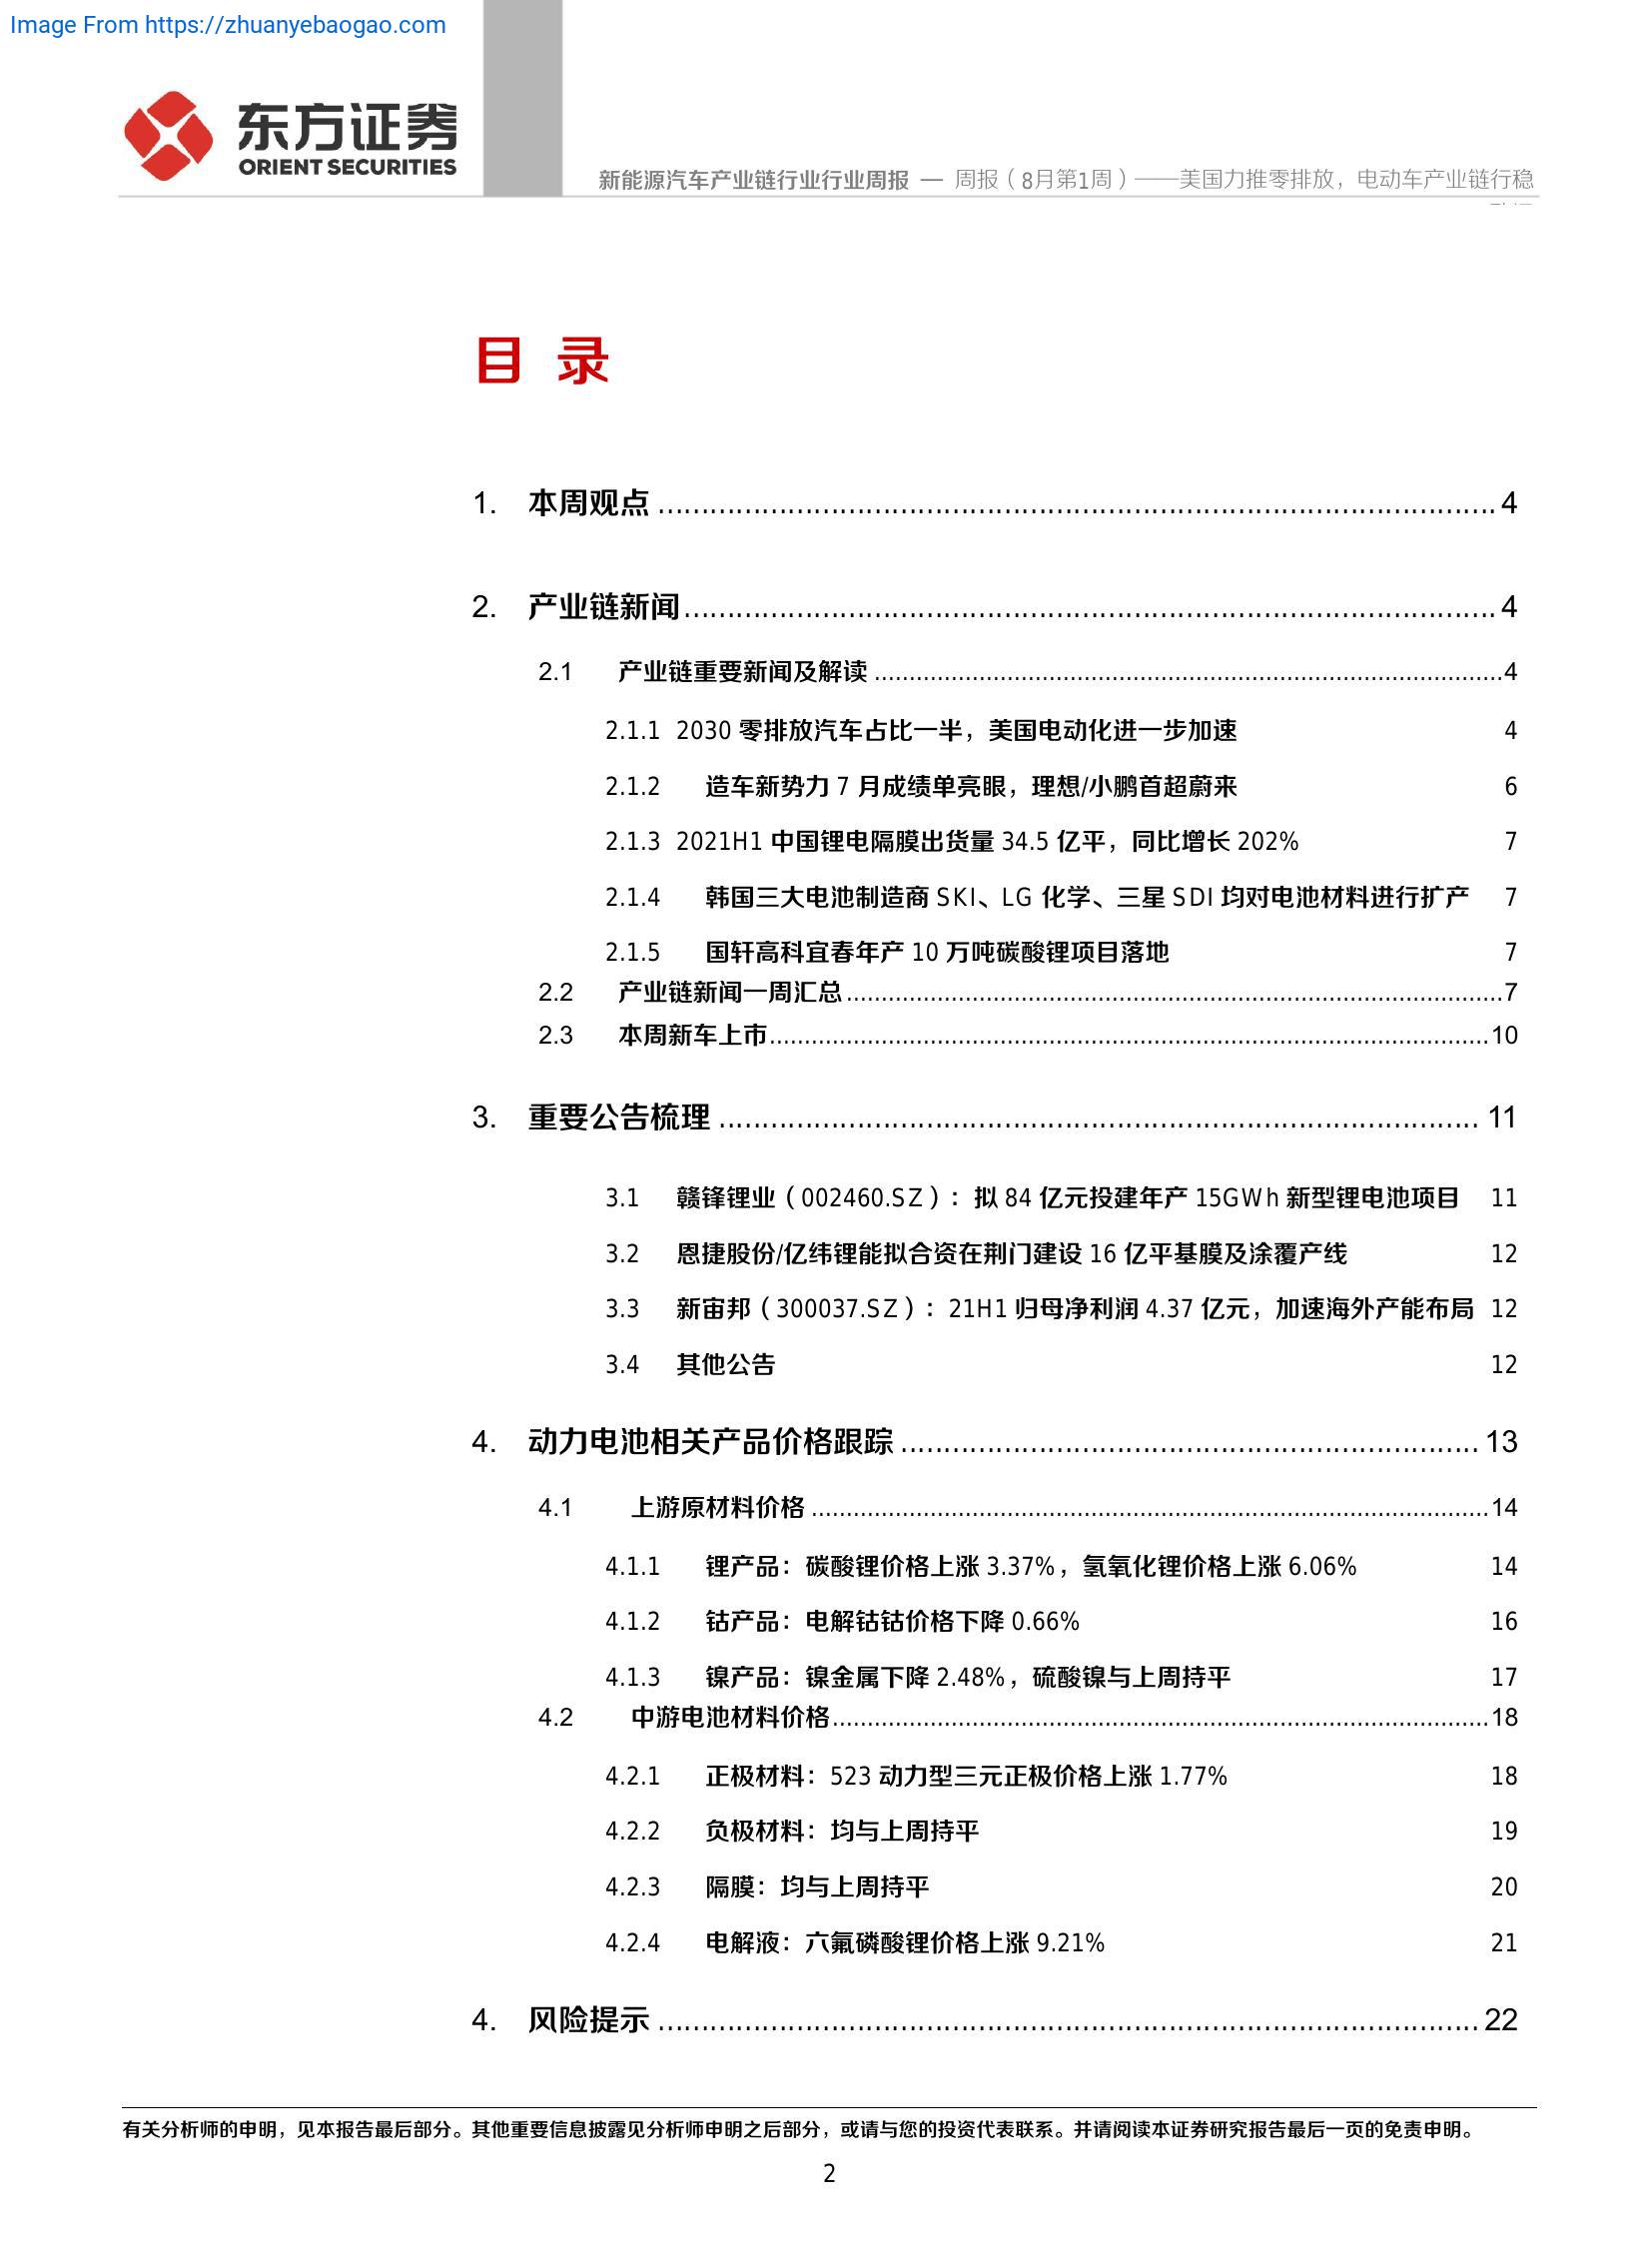 Image From https://zhuanyebaogao.com
东方证券
ORIENT SECURITIES
新能源汽车产业链行业行业周报 — 周报（8月第1周）——美国力推零排放，电动车产业链行稳
目 录
1. 本周观点 ........................................ 4
2. 产业链新闻 ........................................ 4
2.1 产业链重要新闻及解读 ........................................ 4
2.1.1 2030 零排放汽车占比一半，美国电动化进一步加速 4
2.1.2 造车新势力 7 月成绩单亮眼，理想/小鹏首超蔚来 6
2.1.3 2021H1 中国锂电隔膜出货量 34.5 亿平，同比增长 202% 7
2.1.4 韩国三大电池制造商 SKI、LG 化学、三星 SDI 均对电池材料进行扩产 7
2.1.5 国轩高科宜春年产 10 万吨碳酸锂项目落地 7
2.2 产业链新闻一周汇总 ........................................ 7
2.3 本周新车上市 ........................................ 10
3. 重要公告梳理 ........................................ 11
3.1 赣锋锂业（002460.SZ）：拟 84 亿元投建年产 15GWh 新型锂电池项目 11
3.2 恩捷股份/亿纬锂能拟合资在荆门建设 16 亿平基膜及涂覆产线 12
3.3 新宙邦（300037.SZ）：21H1 归母净利润 4.37 亿元，加速海外产能布局 12
3.4 其他公告 12
4. 动力电池相关产品价格跟踪 ........................................ 13
4.1 上游原材料价格 ........................................ 14
4.1.1 锂产品：碳酸锂价格上涨 3.37%，氢氧化锂价格上涨 6.06% 14
4.1.2 钴产品：电解钴钴价格下降 0.66% 16
4.1.3 镍产品：镍金属下降 2.48%，硫酸镍与上周持平 17
4.2 中游电池材料价格 ........................................ 18
4.2.1 正极材料：523 动力型三元正极价格上涨 1.77% 18
4.2.2 负极材料：均与上周持平 19
4.2.3 隔膜：均与上周持平 20
4.2.4 电解液：六氟磷酸锂价格上涨 9.21% 21
4. 风险提示 ........................................ 22
有关分析师的申明，见本报告最后部分。其他重要信息披露见分析师申明之后部分，或请与您的投资代表联系。并请阅读本证券研究报告最后一页的免责申明。
2